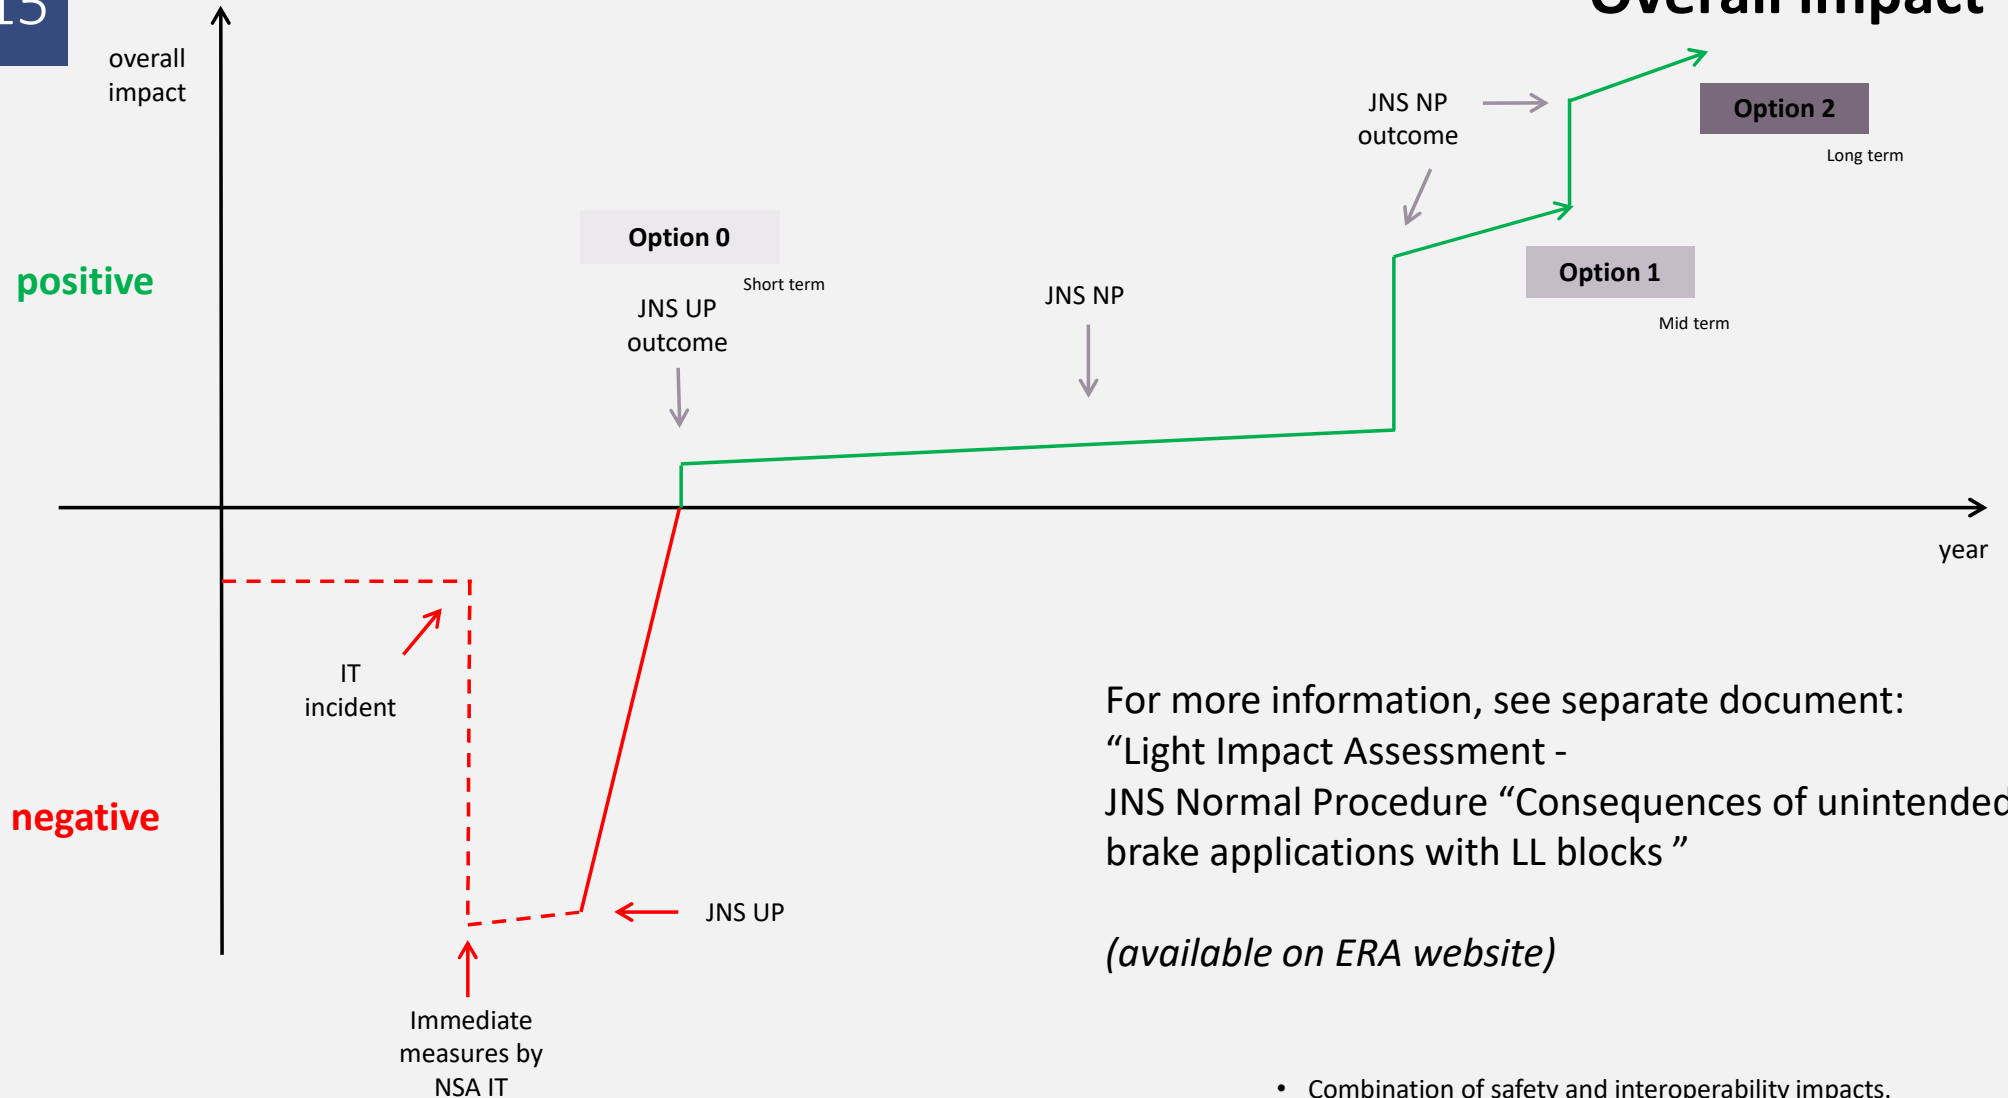 15
Overall impact
overall
impact
JNS NP
outcome
Option 2
Long term
Option 0
Short term
positive
JNS UP
outcome
JNS NP
Option 1
Mid term
year
IT
incident
negative
JNS UP
Immediate
measures by
NSA IT
For more information, see separate document:
“Light Impact Assessment -
JNS Normal Procedure “Consequences of unintended
brake applications with LL blocks ”
(available on ERA website)
• Combination of safety and interoperability impacts.